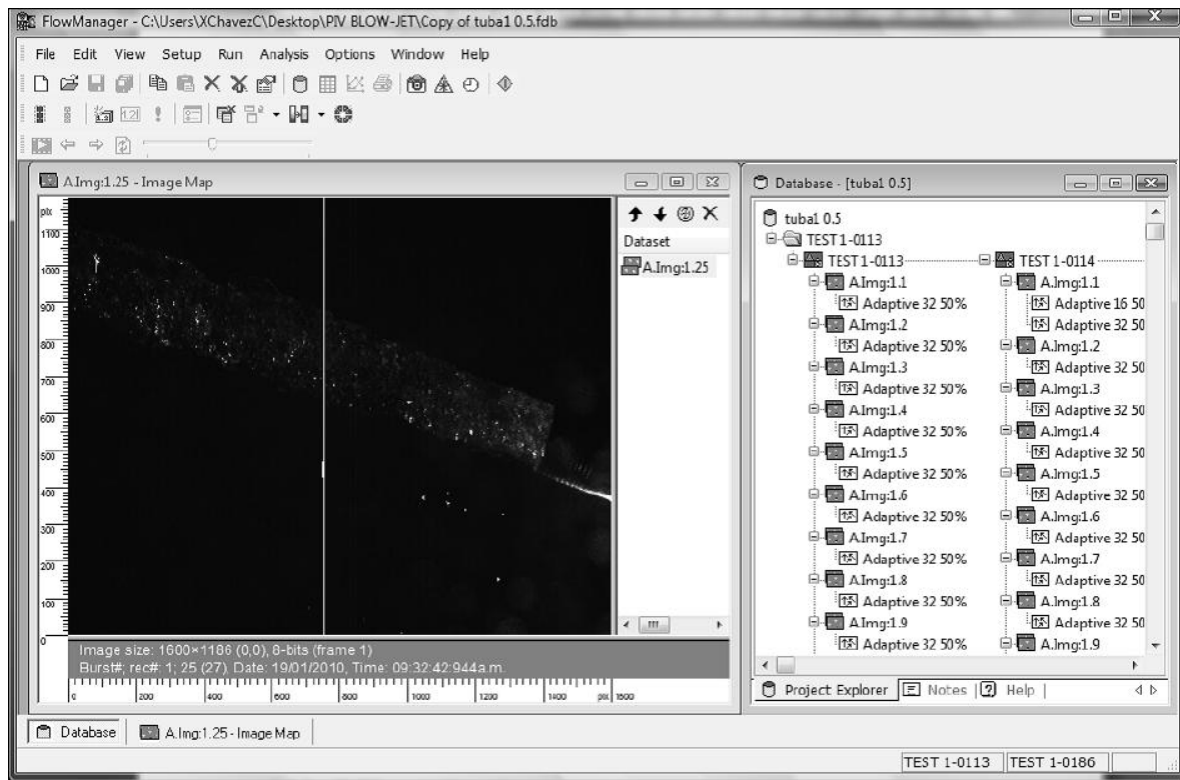 FlowManager - C:\Users\XChavezC\Desktop\PIV BLOW-JET\Copy of tuba1 0.5.fdb
File Edit View Setup Run Analysis Options Window Help
A.Img:1.25 - Image Map
pix
1100
1000
900
800
700
600
500
400
300
200
100
0
Dataset
A.Img:1.25
Image size: 1600×1186 (0,0), 8-bits (frame 1)
Burst#; rec#: 1; 25 (27), Date: 19/01/2010, Time: 09:32:42:944a.m.
0 200 400 600 800 1000 1200 1400 pix 1600
Database - [tuba1 0.5]
tuba1 0.5
TEST 1-0113
TEST 1-0113 TEST 1-0114
A.Img:1.1 A.Img:1.1
Adaptive 32 50% Adaptive 16 50
A.Img:1.2 Adaptive 32 50
Adaptive 32 50% A.Img:1.2
A.Img:1.3 Adaptive 32 50
Adaptive 32 50% A.Img:1.3
A.Img:1.4 Adaptive 32 50
Adaptive 32 50% A.Img:1.4
A.Img:1.5 Adaptive 32 50
Adaptive 32 50% A.Img:1.5
A.Img:1.6 Adaptive 32 50
Adaptive 32 50% A.Img:1.6
A.Img:1.7 Adaptive 32 50
Adaptive 32 50% A.Img:1.7
A.Img:1.8 Adaptive 32 50
Adaptive 32 50% A.Img:1.8
A.Img:1.9 Adaptive 32 50
Adaptive 32 50% A.Img:1.9
Project Explorer Notes Help
Database A.Img:1.25 - Image Map
TEST 1-0113 TEST 1-0186